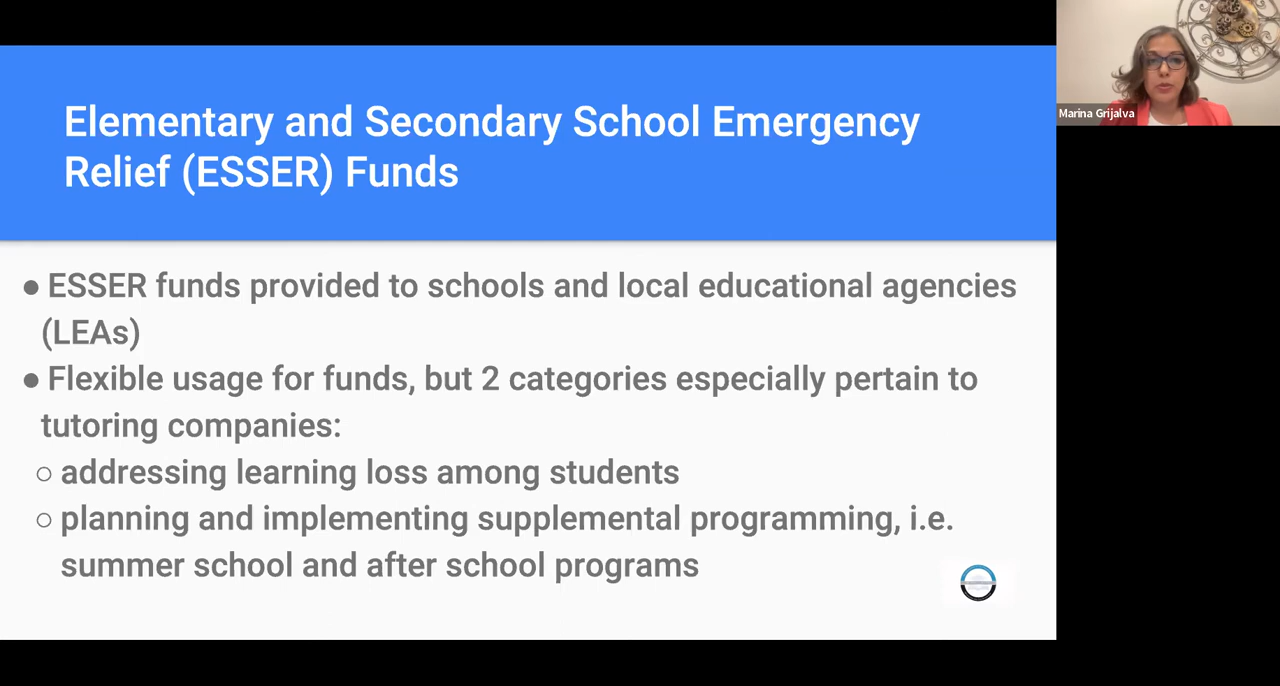 Elementary and Secondary School Emergency
Relief (ESSER) Funds
Marina Grijalva
● ESSER funds provided to schools and local educational agencies
(LEAs)
● Flexible usage for funds, but 2 categories especially pertain to
tutoring companies:
○ addressing learning loss among students
○ planning and implementing supplemental programming, i.e.
summer school and after school programs